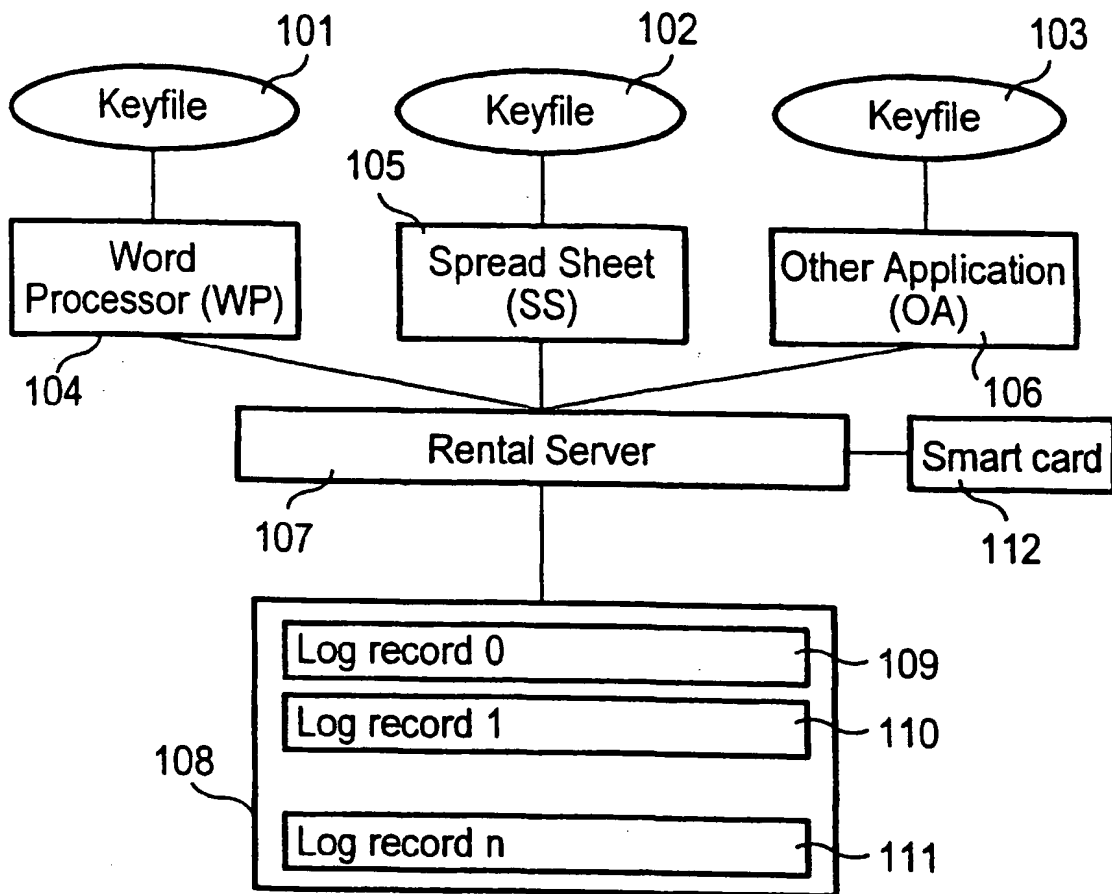 101
102
103
Keyfile
Keyfile
Keyfile
105
Word
Processor (WP)
Spread Sheet
(SS)
Other Application
(OA)
104
106
Rental Server
Smart card
107
112
Log record 0
109
Log record 1
110
108
Log record n
111